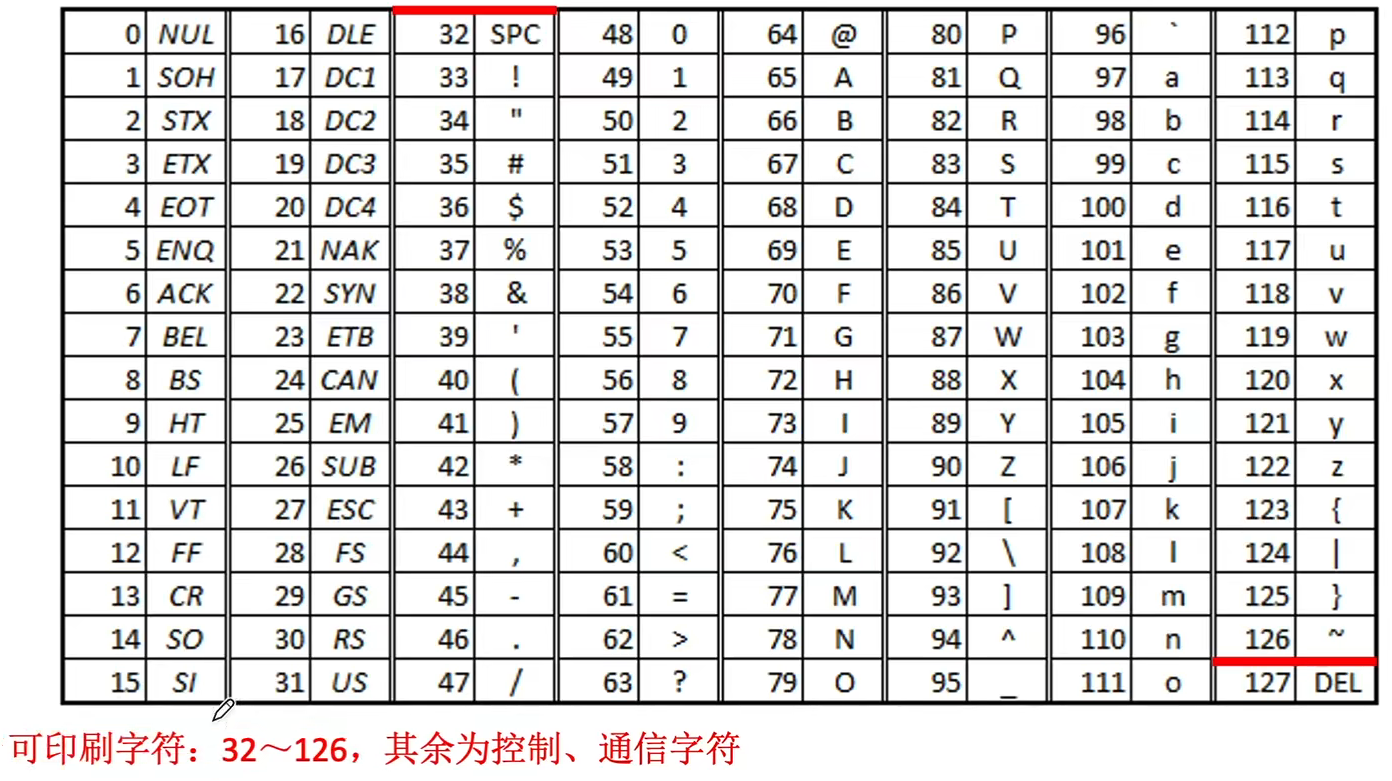 0 NUL 16 DLE 32 SPC 48 0 64 @ 80 P 96 ` 112 p
1 SOH 17 DC1 33 ! 49 1 65 A 81 Q 97 a 113 q
2 STX 18 DC2 34 " 50 2 66 B 82 R 98 b 114 r
3 ETX 19 DC3 35 # 51 3 67 C 83 S 99 c 115 s
4 EOT 20 DC4 36 $ 52 4 68 D 84 T 100 d 116 t
5 ENQ 21 NAK 37 % 53 5 69 E 85 U 101 e 117 u
6 ACK 22 SYN 38 & 54 6 70 F 86 V 102 f 118 v
7 BEL 23 ETB 39 ' 55 7 71 G 87 W 103 g 119 w
8 BS 24 CAN 40 ( 56 8 72 H 88 X 104 h 120 x
9 HT 25 EM 41 ) 57 9 73 I 89 Y 105 i 121 y
10 LF 26 SUB 42 * 58 : 74 J 90 Z 106 j 122 z
11 VT 27 ESC 43 + 59 ; 75 K 91 [ 107 k 123 {
12 FF 28 FS 44 , 60 < 76 L 92 \ 108 l 124 |
13 CR 29 GS 45 - 61 = 77 M 93 ] 109 m 125 }
14 SO 30 RS 46 . 62 > 78 N 94 ^ 110 n 126 ~
15 SI 31 US 47 / 63 ? 79 O 95 _ 111 o 127 DEL
可印刷字符：32～126，其余为控制、通信字符